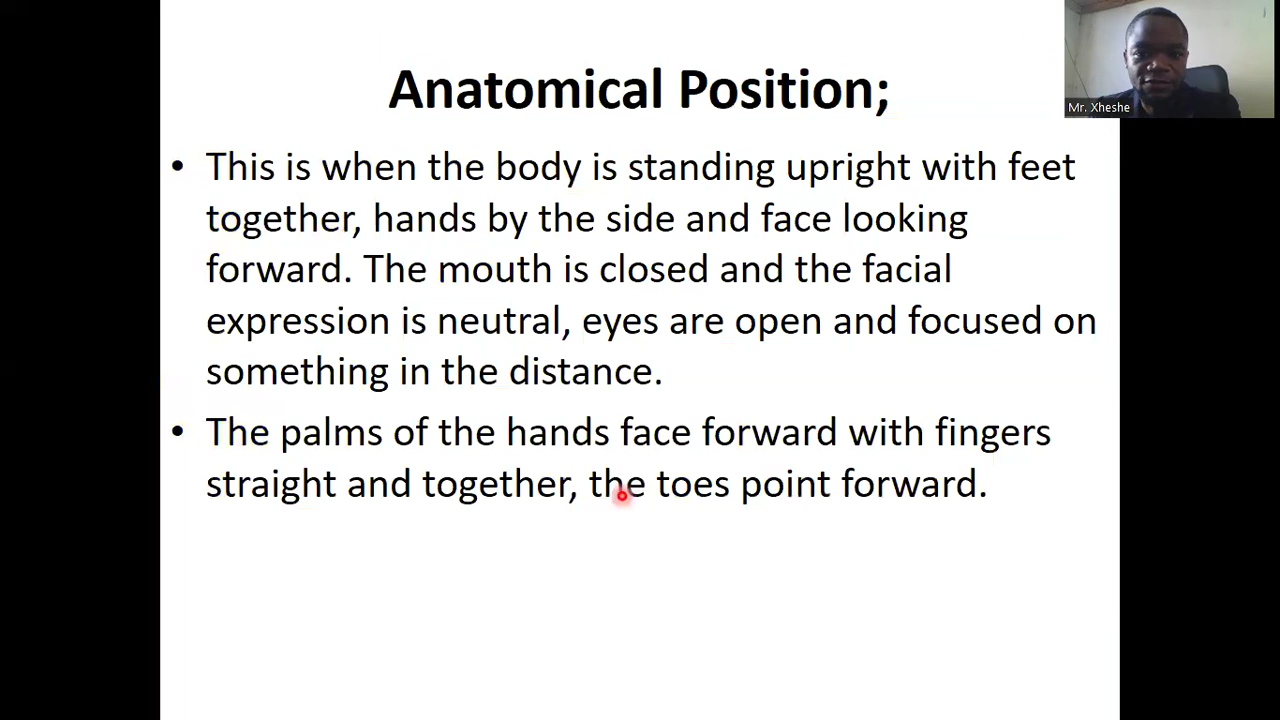 Anatomical Position;
Mr. Xheshe
• This is when the body is standing upright with feet
together, hands by the side and face looking
forward. The mouth is closed and the facial
expression is neutral, eyes are open and focused on
something in the distance.
• The palms of the hands face forward with fingers
straight and together, the toes point forward.